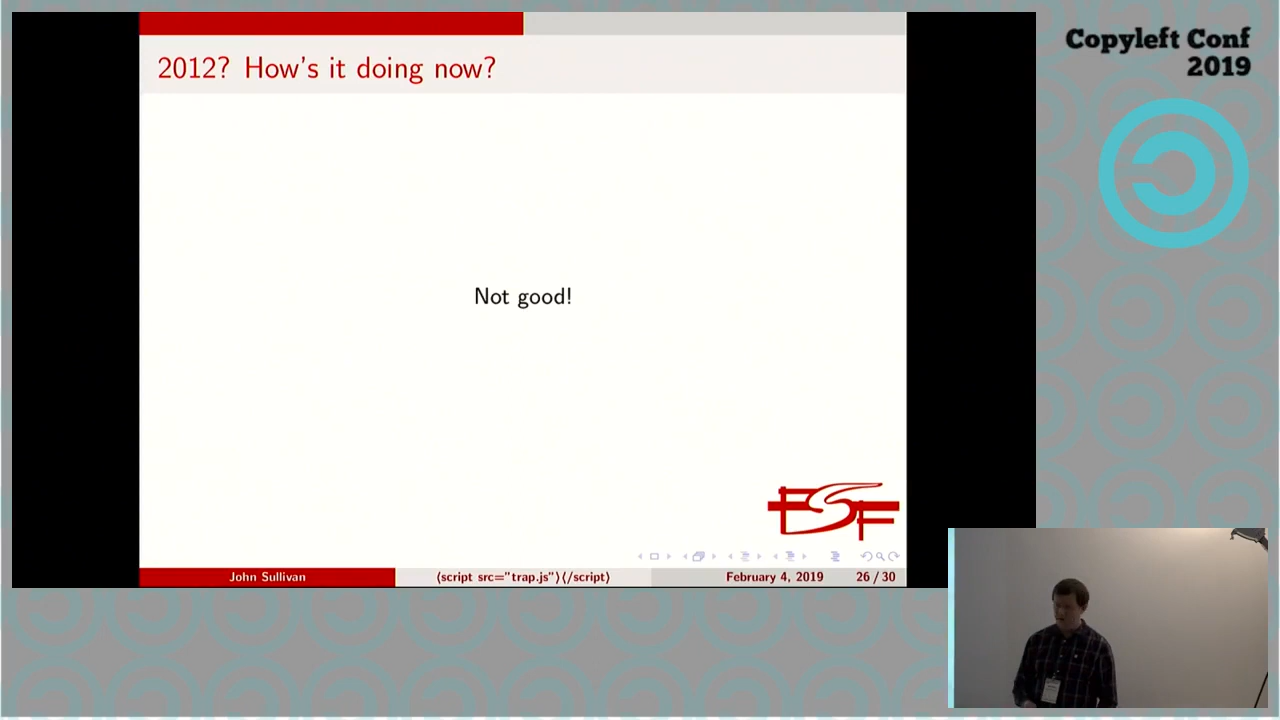 2012? How's it doing now?
Not good!
FSF
John Sullivan
⟨script src="trap.js"⟩⟨/script⟩
February 4, 2019
26 / 30
Copyleft Conf
2019